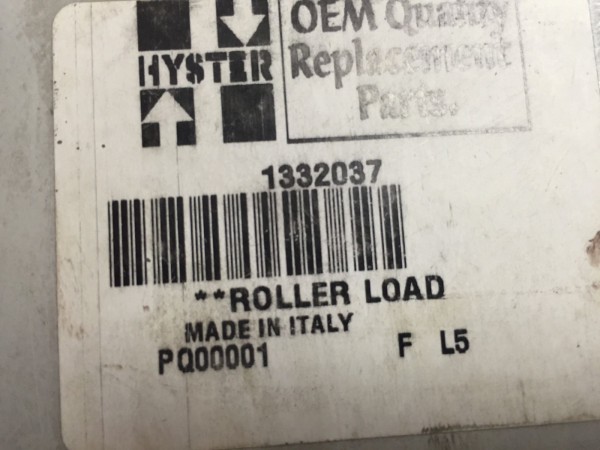 HYSTER
OEM Quality
Replacement
Parts.
1332037
**ROLLER LOAD
MADE IN ITALY
PQ00001 F L5